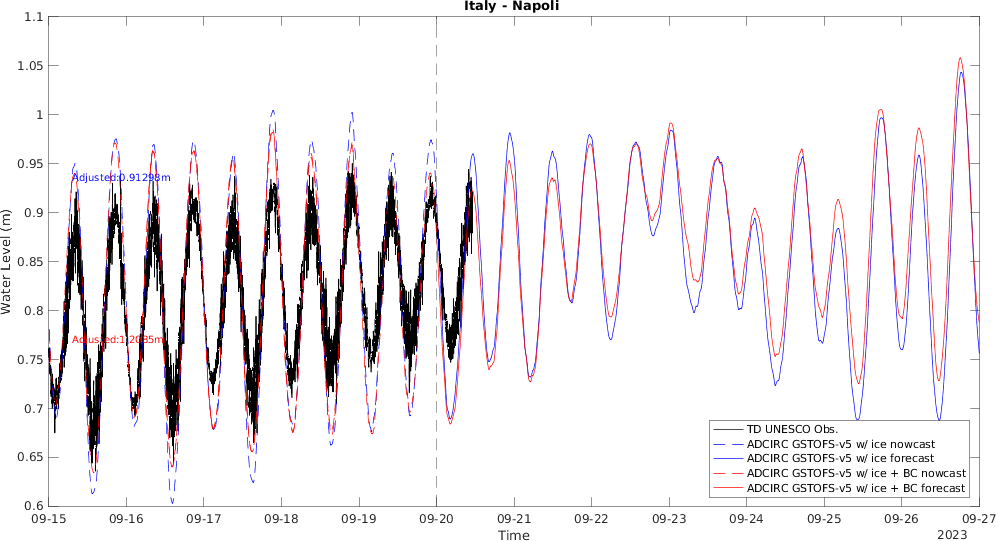 Italy - Napoli
1.1
1.05
1
0.95
0.9
0.85
0.8
0.75
0.7
0.65
0.6
Water Level (m)
Adjusted:0.91298m
Adjusted:1.2035m
TD UNESCO Obs.
ADCIRC GSTOFS-v5 w/ ice nowcast
ADCIRC GSTOFS-v5 w/ ice forecast
ADCIRC GSTOFS-v5 w/ ice + BC nowcast
ADCIRC GSTOFS-v5 w/ ice + BC forecast
09-15 09-16 09-17 09-18 09-19 09-20 09-21 09-22 09-23 09-24 09-25 09-26 09-27
Time
2023